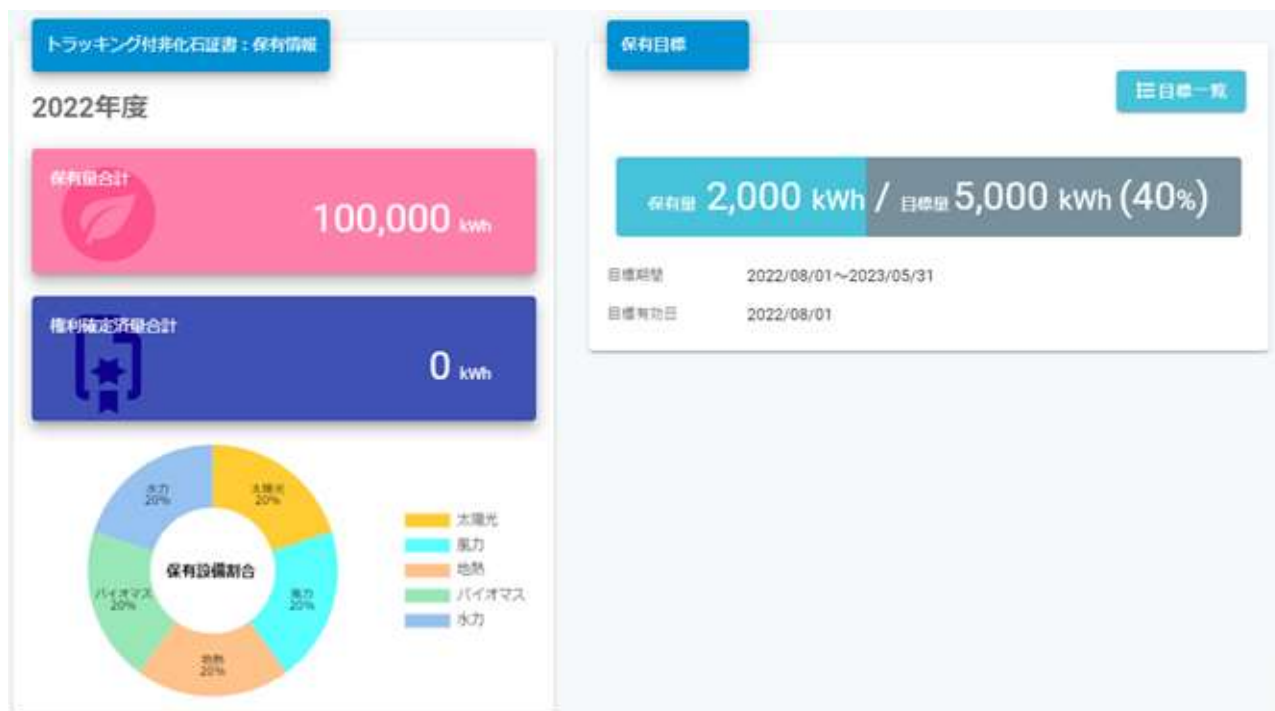 トラッキング付非化石証書：保有情報
2022年度
保有量合計
100,000 kWh
権利確定済量合計
0 kWh
水力
20%
太陽光
20%
保有設備割合
バイオマス
20%
風力
20%
地熱
20%
太陽光
風力
地熱
バイオマス
水力
保有目標
目標一覧
保有量 2,000 kWh / 目標量 5,000 kWh (40%)
目標期間 2022/08/01～2023/05/31
目標有効日 2022/08/01